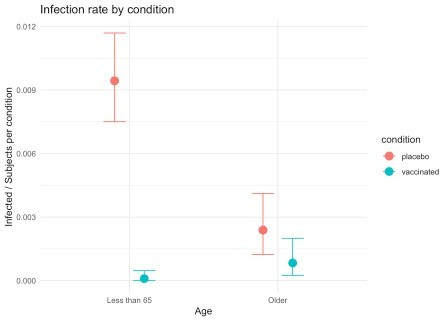 Infection rate by condition
0.012
0.009
0.006
0.003
0.000
Infected / Subjects per condition
Less than 65
Older
Age
condition
placebo
vaccinated